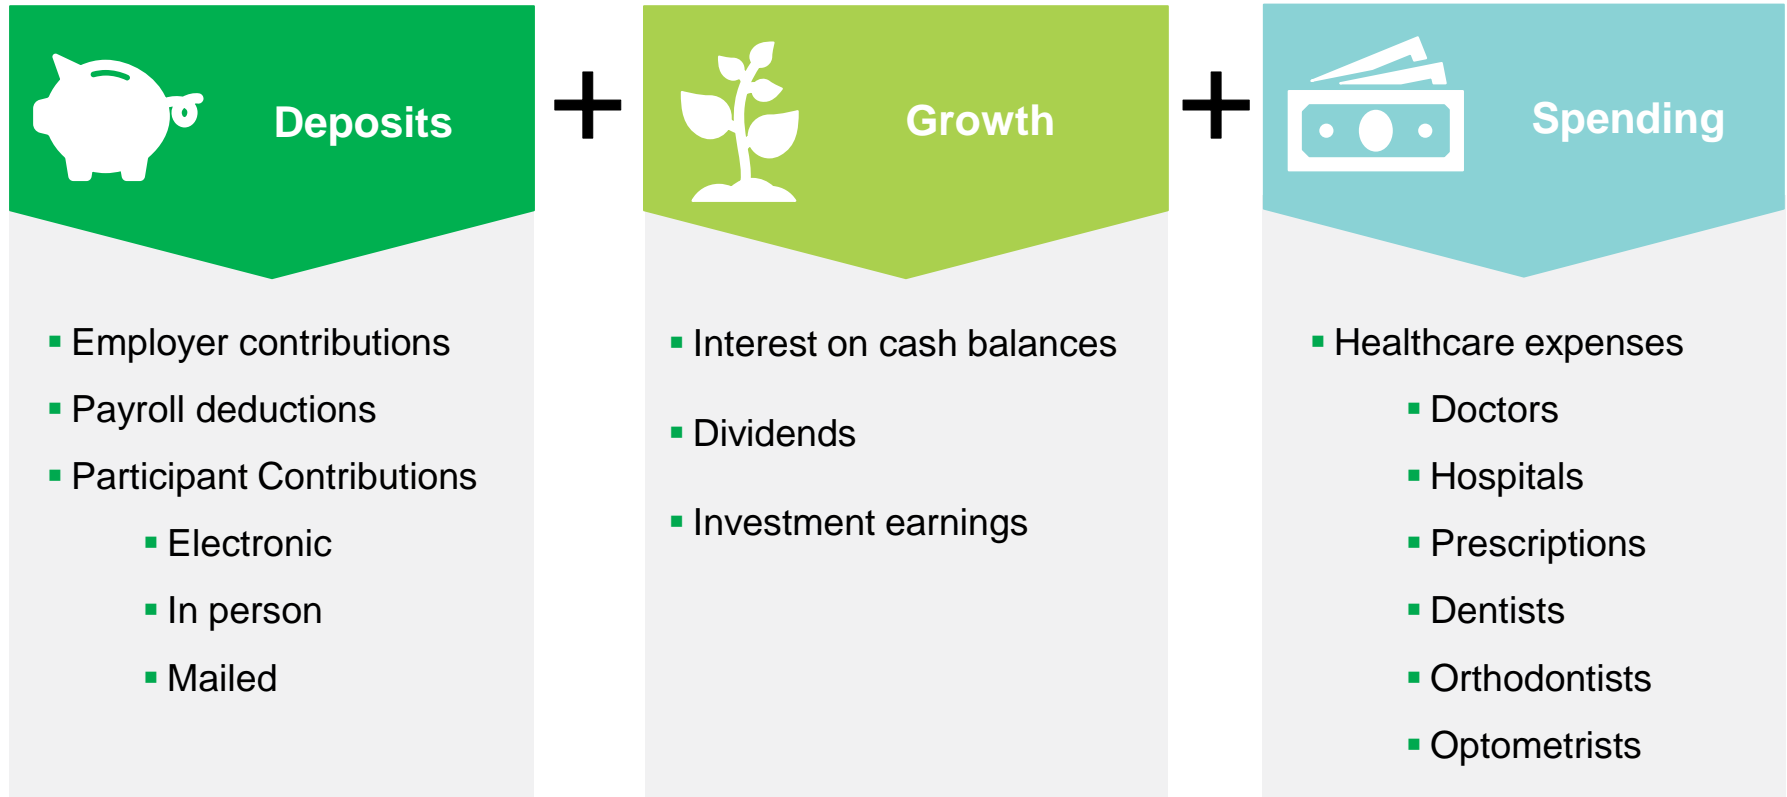 Deposits
+
Growth
+
Spending
▪ Employer contributions
▪ Payroll deductions
▪ Participant Contributions
▪ Electronic
▪ In person
▪ Mailed
▪ Interest on cash balances
▪ Dividends
▪ Investment earnings
▪ Healthcare expenses
▪ Doctors
▪ Hospitals
▪ Prescriptions
▪ Dentists
▪ Orthodontists
▪ Optometrists